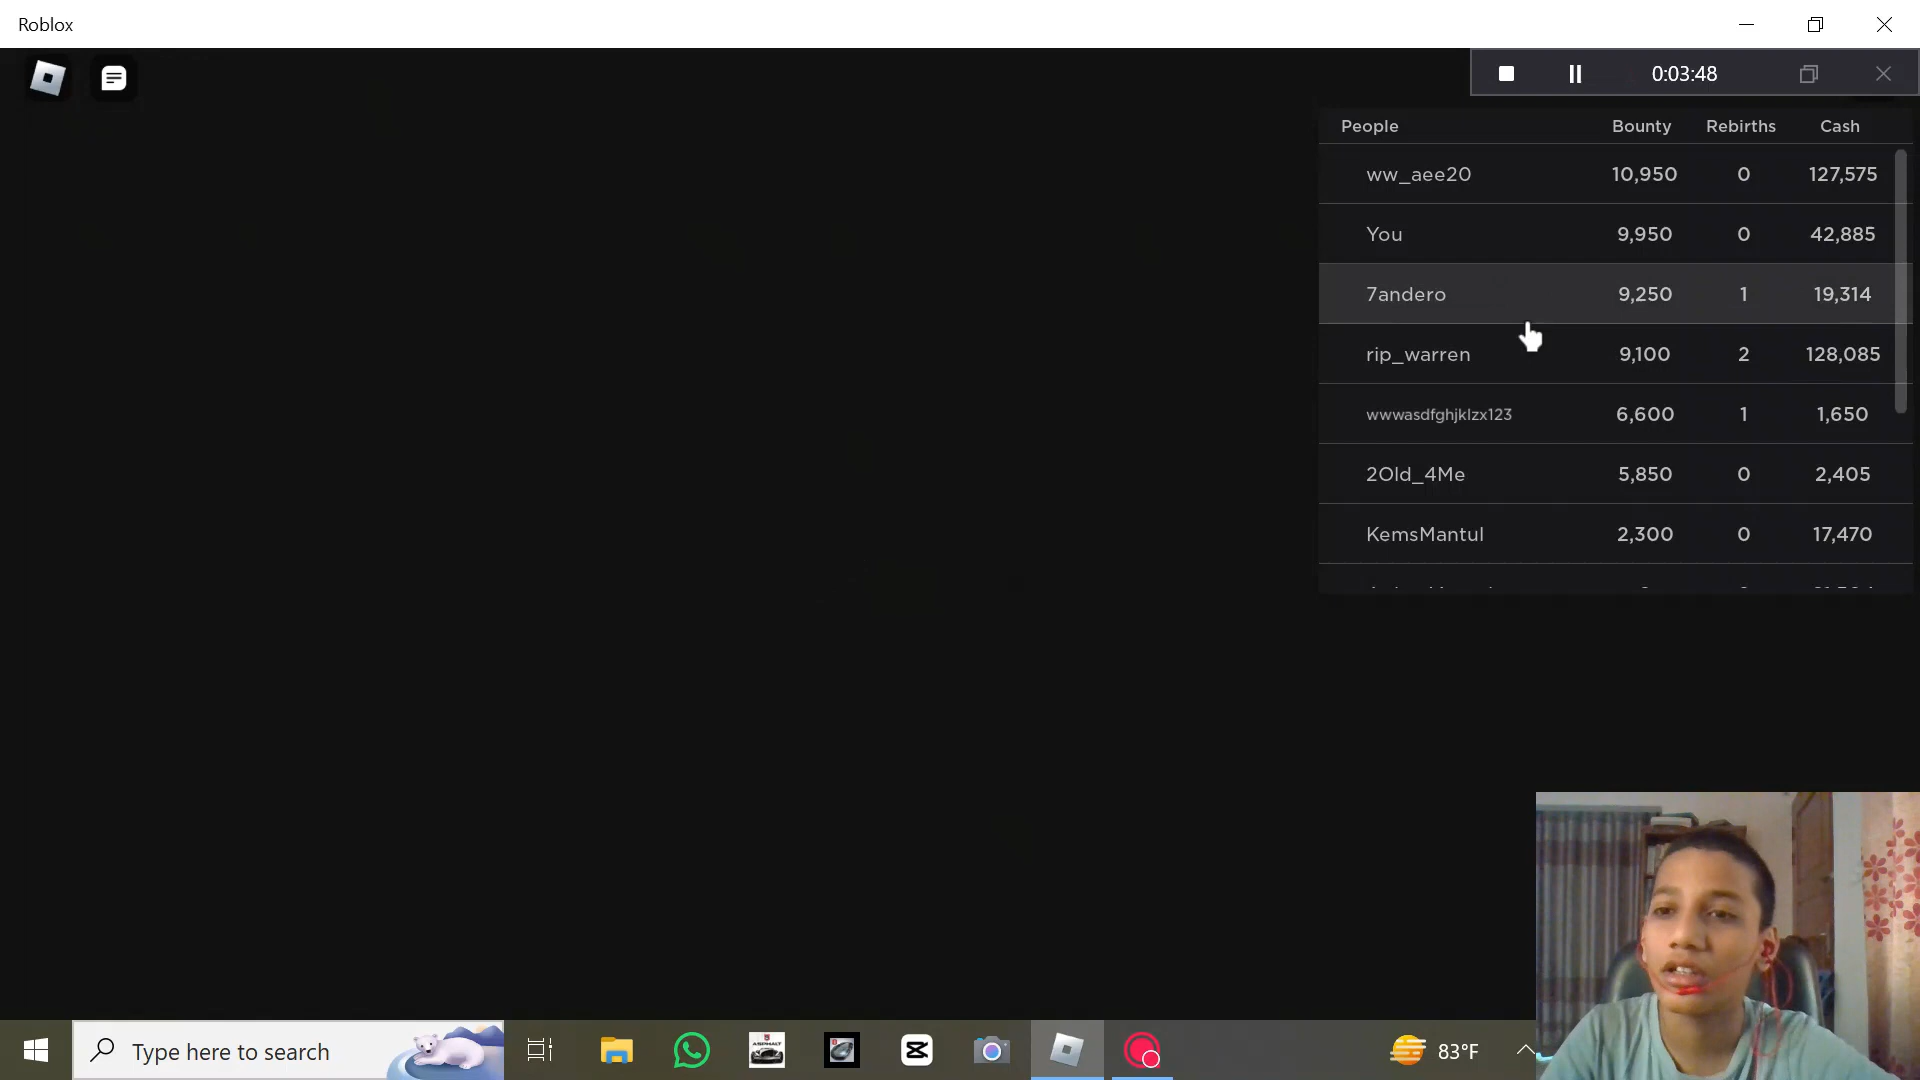 Roblox
0:03:48
People Bounty Rebirths Cash
ww_aee20 10,950 0 127,575
You 9,950 0 42,885
7andero 9,250 1 19,314
rip_warren 9,100 2 128,085
wwwasdfghjklzx123 6,600 1 1,650
2Old_4Me 5,850 0 2,405
KemsMantul 2,300 0 17,470
Type here to search
ASPHALT
83°F